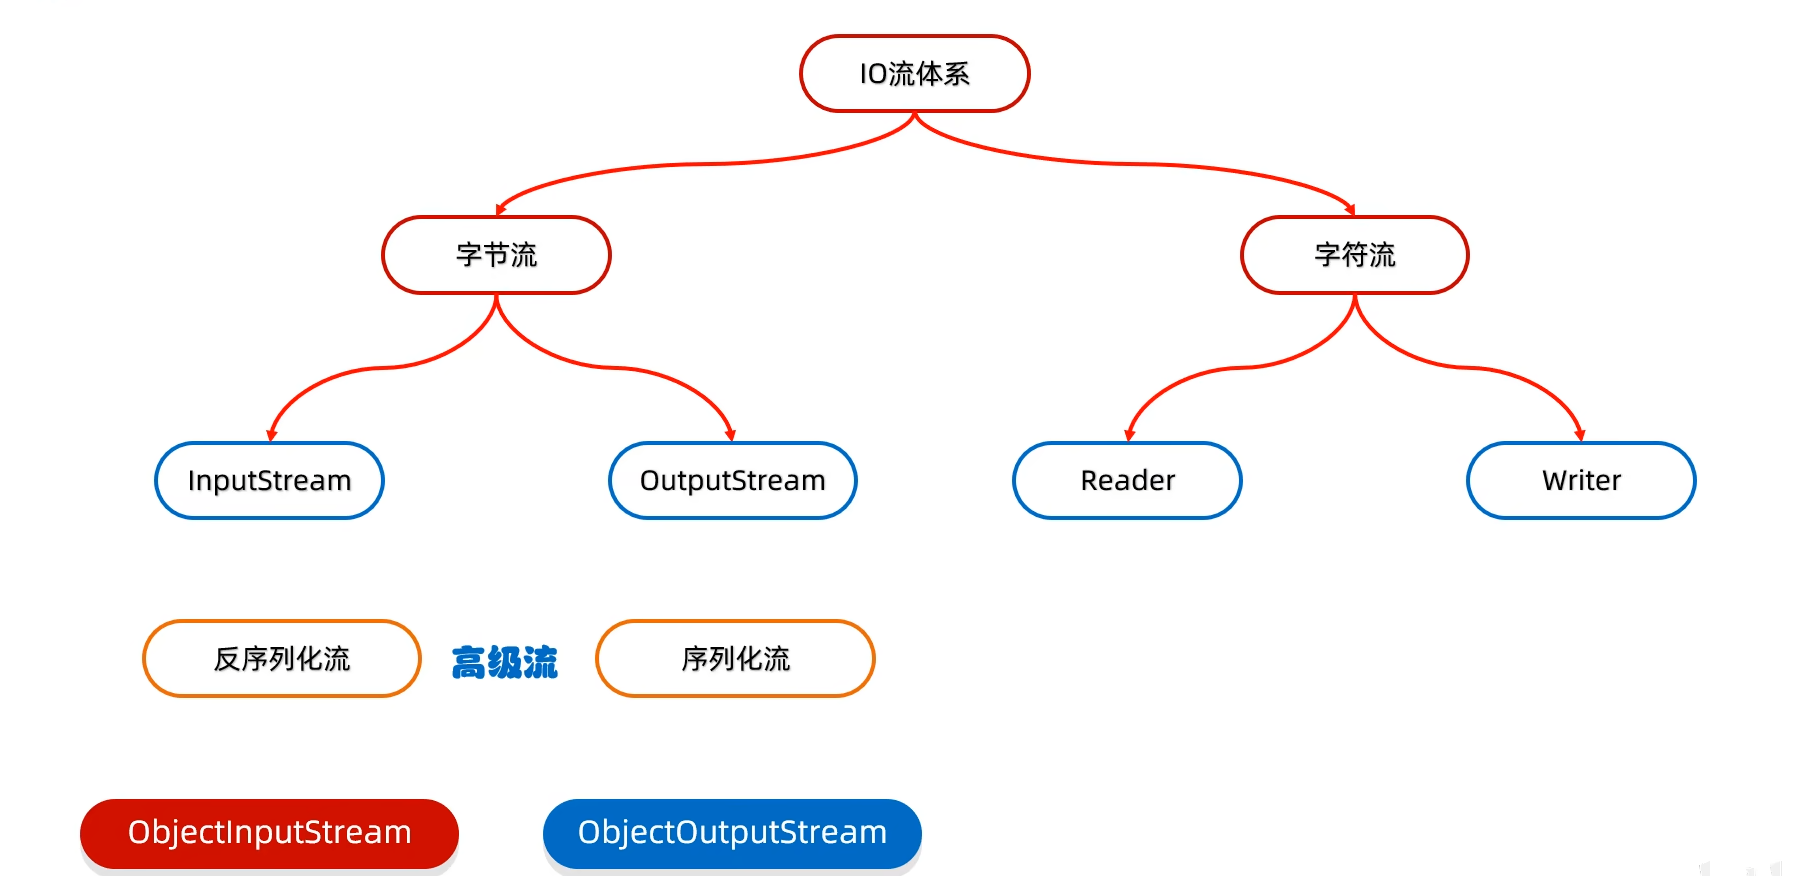 IO流体系
字节流
字符流
InputStream
OutputStream
Reader
Writer
反序列化流
高级流
序列化流
ObjectInputStream
ObjectOutputStream